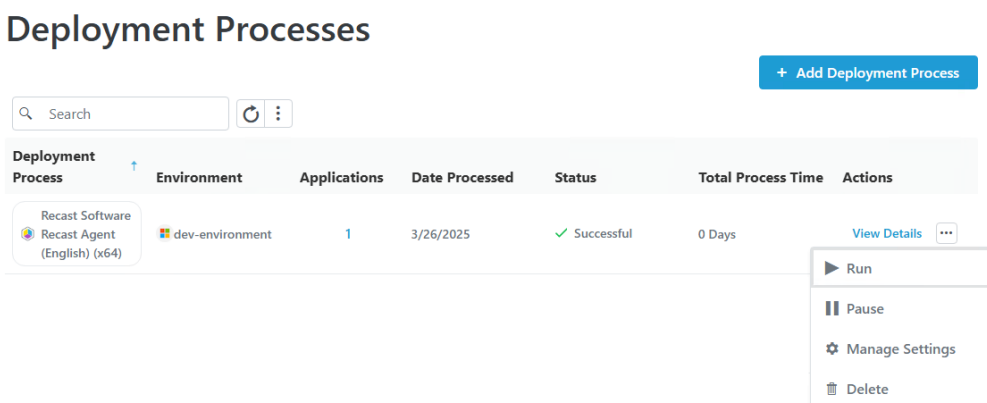 Deployment Processes
+ Add Deployment Process
Search
Deployment Process
Environment
Applications
Date Processed
Status
Total Process Time
Actions
Recast Software
Recast Agent
(English) (x64)
dev-environment
1
3/26/2025
Successful
0 Days
View Details
Run
Pause
Manage Settings
Delete